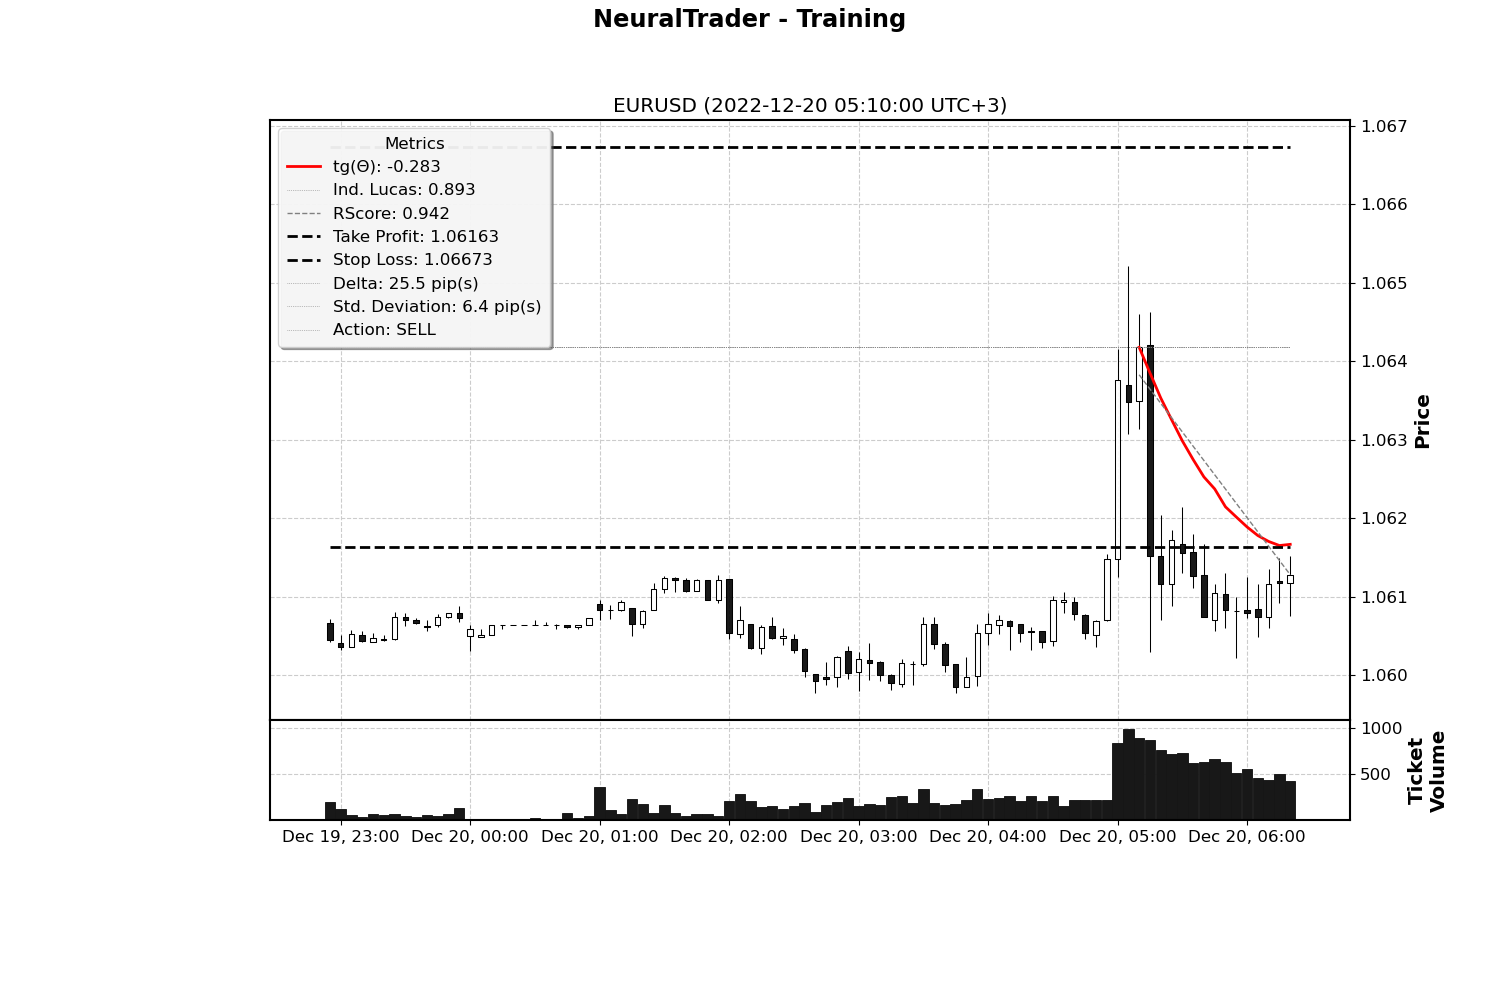 NeuralTrader - Training
EURUSD (2022-12-20 05:10:00 UTC+3)
Metrics
tg(Θ): -0.283
Ind. Lucas: 0.893
RScore: 0.942
Take Profit: 1.06163
Stop Loss: 1.06673
Delta: 25.5 pip(s)
Std. Deviation: 6.4 pip(s)
Action: SELL
1.067
1.066
1.065
1.064
1.063
1.062
1.061
1.060
Price
1000
500
Ticket
Volume
Dec 19, 23:00
Dec 20, 00:00
Dec 20, 01:00
Dec 20, 02:00
Dec 20, 03:00
Dec 20, 04:00
Dec 20, 05:00
Dec 20, 06:00